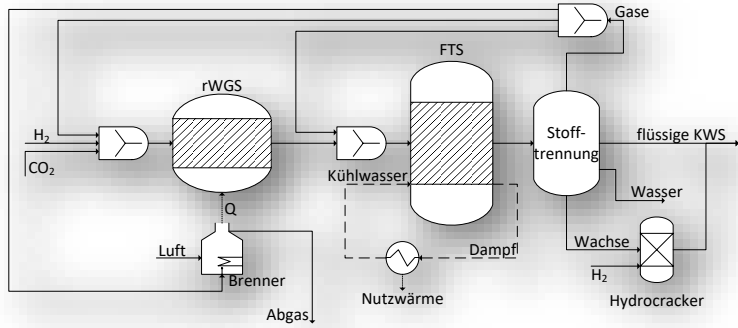 Gase
FTS
rWGS
H2
CO2
Stoff-
trennung
flüssige KWS
Kühlwasser
Wasser
Q
Luft
Brenner
Dampf
Wachse
H2
Nutzwärme
Hydrocracker
Abgas